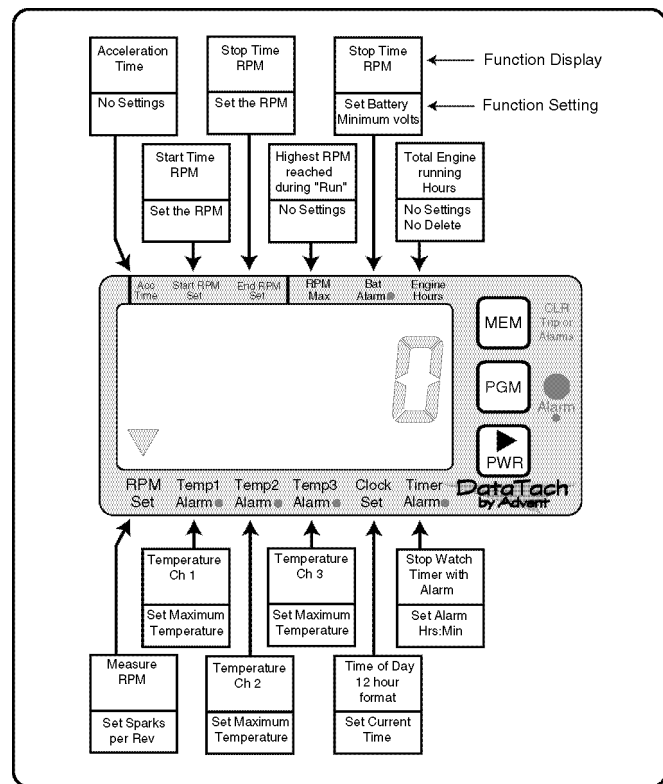 Acceleration
Time
No Settings
Stop Time
RPM
Set the RPM
Stop Time
RPM
Set Battery
Minimum volts
Function Display
Function Setting
Start Time
RPM
Set the RPM
Highest RPM
reached
during "Run"
No Settings
Total Engine
running
Hours
No Settings
No Delete
Acc
Time
Start RPM
Set
End RPM
Set
RPM
Max
Bat
Alarm
Engine
Hours
0
MEM
CLR
Trip or
Alarms
PGM
Alarm
PWR
RPM
Set
Temp1
Alarm
Temp2
Alarm
Temp3
Alarm
Clock
Set
Timer
Alarm
DataTach
by Advent
Temperature
Ch 1
Set Maximum
Temperature
Temperature
Ch 3
Set Maximum
Temperature
Stop Watch
Timer with
Alarm
Set Alarm
Hrs:Min
Measure
RPM
Set Sparks
per Rev
Temperature
Ch 2
Set Maximum
Temperature
Time of Day
12 hour
format
Set Current
Time